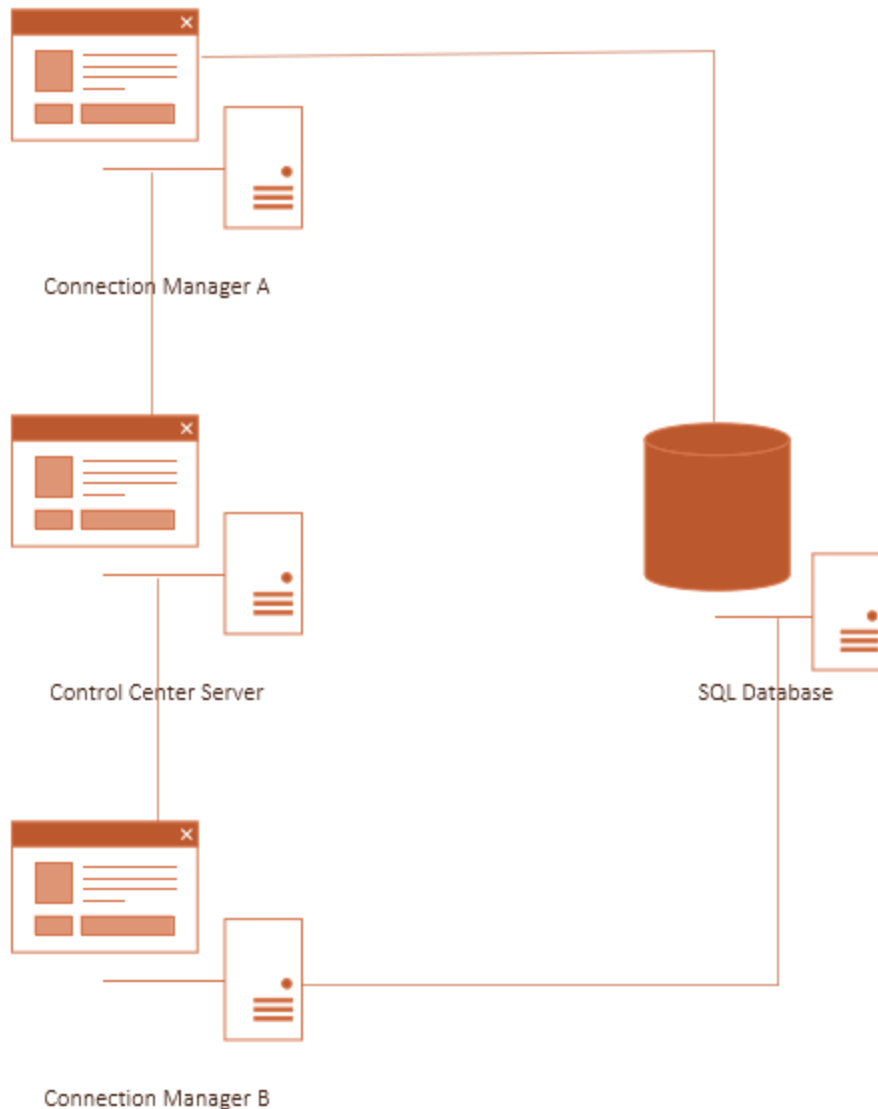 Connection Manager A
Control Center Server
SQL Database
Connection Manager B